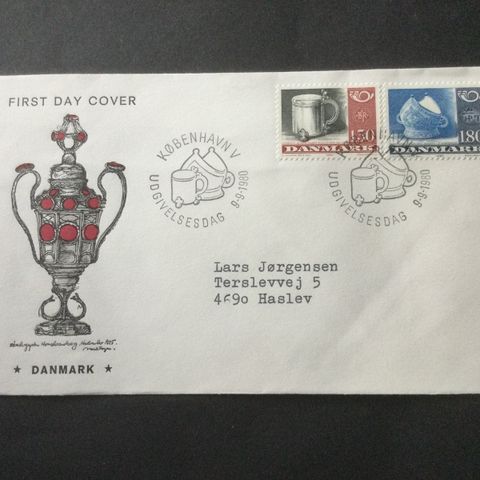 FIRST DAY COVER
150
DANMARK
180
DANMARK
KØBENHAVN V
UDGIVELSESDAG 9-9-1980
UDGIVELSESDAG 9-9-1980
Lars Jørgensen
Terslevvej 5
4690 Haslev
★ DANMARK ★